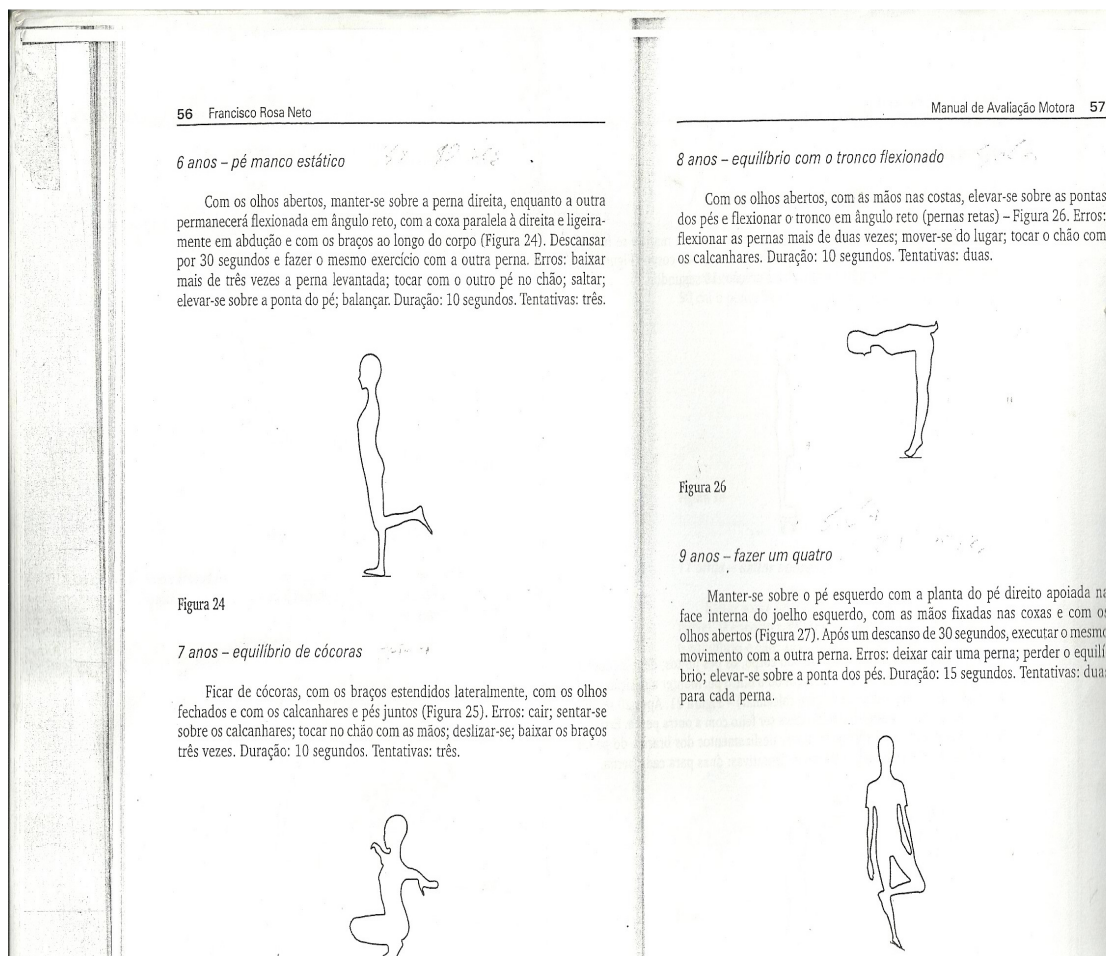 56 Francisco Rosa Neto
6 anos – pé manco estático
Com os olhos abertos, manter-se sobre a perna direita, enquanto a outra
permanecerá flexionada em ângulo reto, com a coxa paralela à direita e ligeira-
mente em abdução e com os braços ao longo do corpo (Figura 24). Descansar
por 30 segundos e fazer o mesmo exercício com a outra perna. Erros: baixar
mais de três vezes a perna levantada; tocar com o outro pé no chão; saltar;
elevar-se sobre a ponta do pé; balançar. Duração: 10 segundos. Tentativas: três.
Figura 24
7 anos – equilíbrio de cócoras
Ficar de cócoras, com os braços estendidos lateralmente, com os olhos
fechados e com os calcanhares e pés juntos (Figura 25). Erros: cair; sentar-se
sobre os calcanhares; tocar no chão com as mãos; deslizar-se; baixar os braços
três vezes. Duração: 10 segundos. Tentativas: três.
Manual de Avaliação Motora 57
8 anos – equilíbrio com o tronco flexionado
Com os olhos abertos, com as mãos nas costas, elevar-se sobre as pontas
dos pés e flexionar o tronco em ângulo reto (pernas retas) – Figura 26. Erros:
flexionar as pernas mais de duas vezes; mover-se do lugar; tocar o chão com
os calcanhares. Duração: 10 segundos. Tentativas: duas.
Figura 26
9 anos – fazer um quatro
Manter-se sobre o pé esquerdo com a planta do pé direito apoiada na
face interna do joelho esquerdo, com as mãos fixadas nas coxas e com os
olhos abertos (Figura 27). Após um descanso de 30 segundos, executar o mesmo
movimento com a outra perna. Erros: deixar cair uma perna; perder o equilí
brio; elevar-se sobre a ponta dos pés. Duração: 15 segundos. Tentativas: dua
para cada perna.